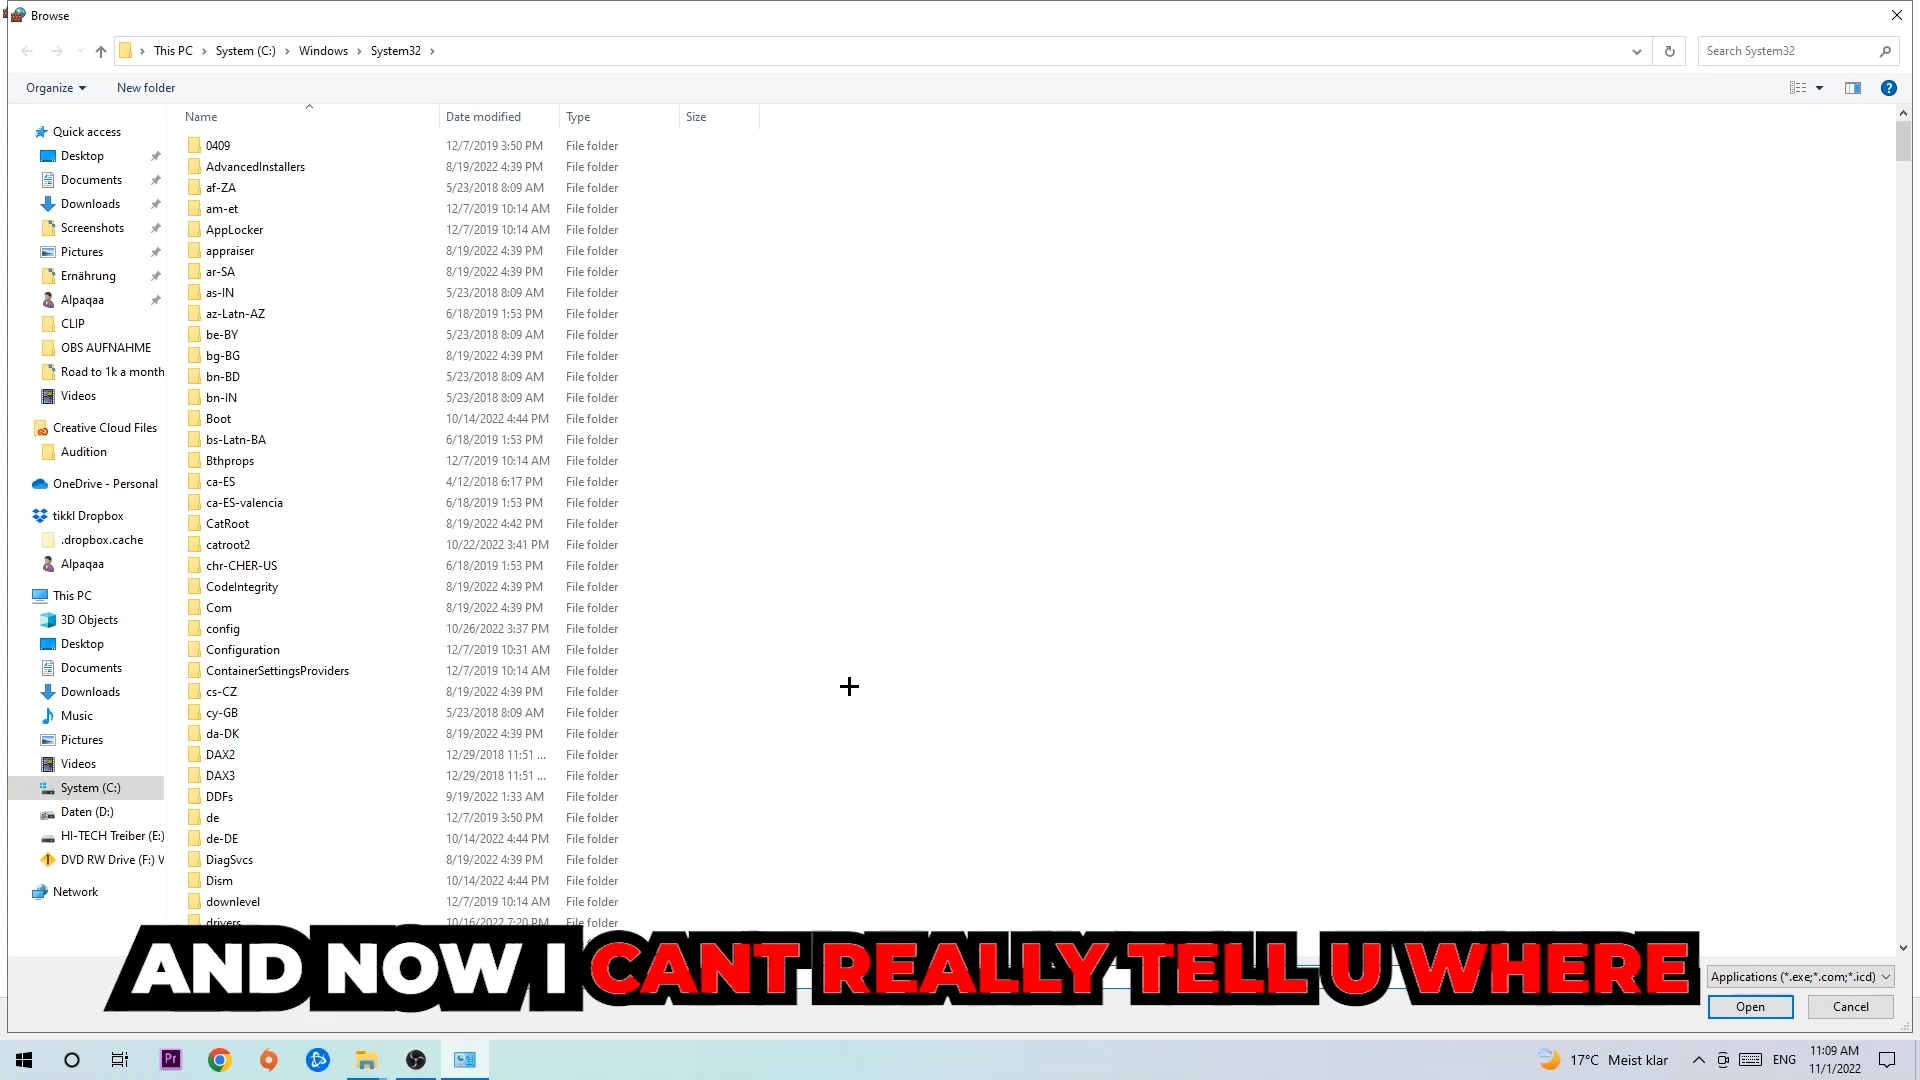 Browse
This PC > System (C:) > Windows > System32 >
Search System32
Organize
New folder
Name
Date modified
Type
Size
Quick access
Desktop
Documents
Downloads
Screenshots
Pictures
Ernährung
Alpaqaa
CLIP
OBS AUFNAHME
Road to 1k a month
Videos
Creative Cloud Files
Audition
OneDrive - Personal
tikkl Dropbox
.dropbox.cache
Alpaqaa
This PC
3D Objects
Desktop
Documents
Downloads
Music
Pictures
Videos
System (C:)
Daten (D:)
HI-TECH Treiber (E:)
DVD RW Drive (F:) V
Network
0409 12/7/2019 3:50 PM File folder
AdvancedInstallers 8/19/2022 4:39 PM File folder
af-ZA 5/23/2018 8:09 AM File folder
am-et 12/7/2019 10:14 AM File folder
AppLocker 12/7/2019 10:14 AM File folder
appraiser 8/19/2022 4:39 PM File folder
ar-SA 8/19/2022 4:39 PM File folder
as-IN 5/23/2018 8:09 AM File folder
az-Latn-AZ 6/18/2019 1:53 PM File folder
be-BY 5/23/2018 8:09 AM File folder
bg-BG 8/19/2022 4:39 PM File folder
bn-BD 5/23/2018 8:09 AM File folder
bn-IN 5/23/2018 8:09 AM File folder
Boot 10/14/2022 4:44 PM File folder
bs-Latn-BA 6/18/2019 1:53 PM File folder
Bthprops 12/7/2019 10:14 AM File folder
ca-ES 4/12/2018 6:17 PM File folder
ca-ES-valencia 6/18/2019 1:53 PM File folder
CatRoot 8/19/2022 4:42 PM File folder
catroot2 10/22/2022 3:41 PM File folder
chr-CHER-US 6/18/2019 1:53 PM File folder
CodeIntegrity 8/19/2022 4:39 PM File folder
Com 8/19/2022 4:39 PM File folder
config 10/26/2022 3:37 PM File folder
Configuration 12/7/2019 10:31 AM File folder
ContainerSettingsProviders 12/7/2019 10:14 AM File folder
cs-CZ 8/19/2022 4:39 PM File folder
cy-GB 5/23/2018 8:09 AM File folder
da-DK 8/19/2022 4:39 PM File folder
DAX2 12/29/2018 11:51 ... File folder
DAX3 12/29/2018 11:51 ... File folder
DDFs 9/19/2022 1:33 AM File folder
de 12/7/2019 3:50 PM File folder
de-DE 10/14/2022 4:44 PM File folder
DiagSvcs 8/19/2022 4:39 PM File folder
Dism 10/14/2022 4:44 PM File folder
downlevel 12/7/2019 10:14 AM File folder
drivers 10/16/2022 7:20 PM File folder
AND NOW I CANT REALLY TELL U WHERE
Applications (*.exe;*.com;*.icd)
Open
Cancel
Pr
17°C Meist klar
ENG
11:09 AM
11/1/2022